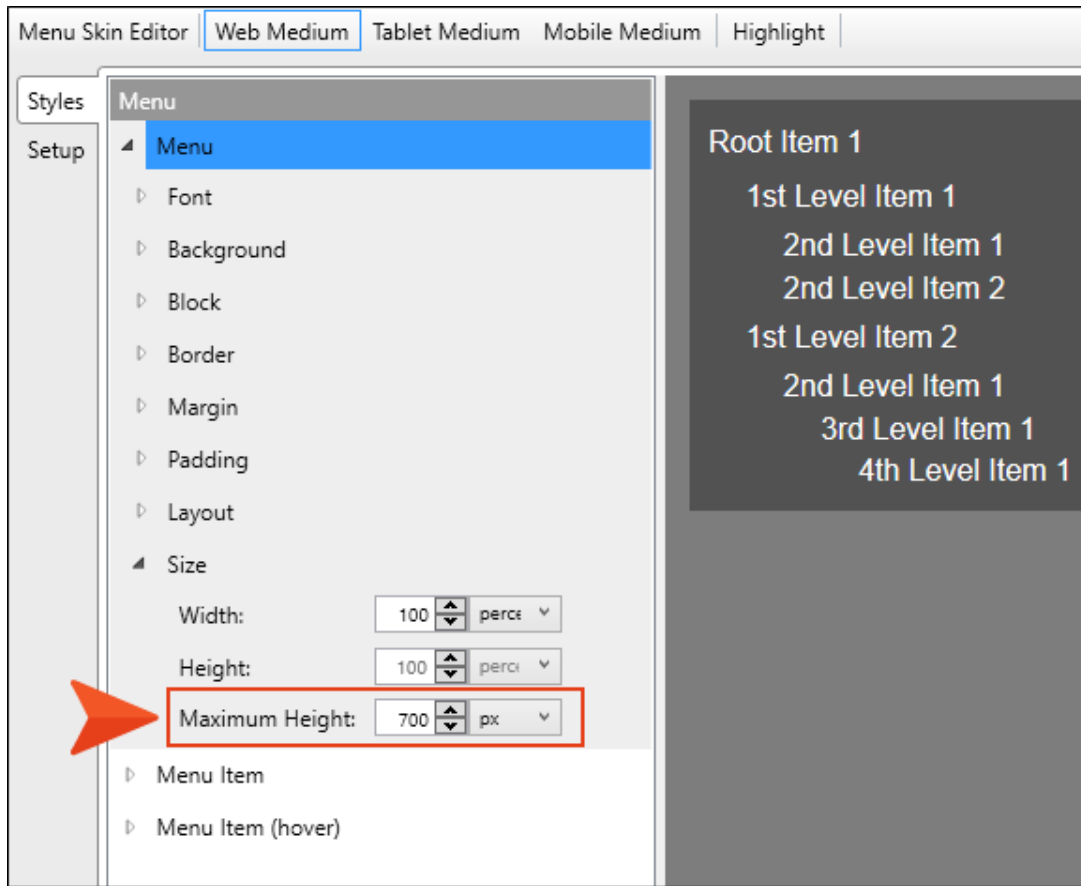 Menu Skin Editor Web Medium Tablet Medium Mobile Medium Highlight
Styles
Setup
Menu
Menu
Font
Background
Block
Border
Margin
Padding
Layout
Size
Width: 100 perce
Height: 100 perce
Maximum Height: 700 px
Menu Item
Menu Item (hover)
Root Item 1
1st Level Item 1
2nd Level Item 1
2nd Level Item 2
1st Level Item 2
2nd Level Item 1
3rd Level Item 1
4th Level Item 1